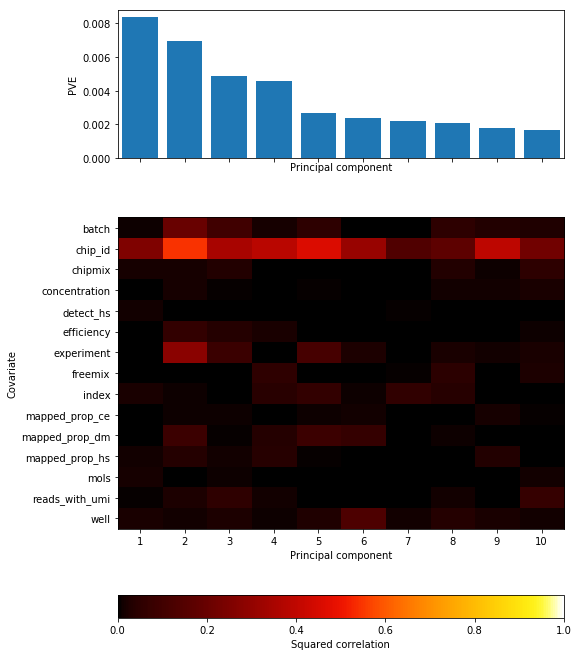 0.008
0.006
0.004
0.002
0.000
PVE
Principal component
batch
chip_id
chipmix
concentration
detect_hs
efficiency
experiment
freemix
index
mapped_prop_ce
mapped_prop_dm
mapped_prop_hs
mols
reads_with_umi
well
Covariate
1 2 3 4 5 6 7 8 9 10
Principal component
0.0 0.2 0.4 0.6 0.8 1.0
Squared correlation